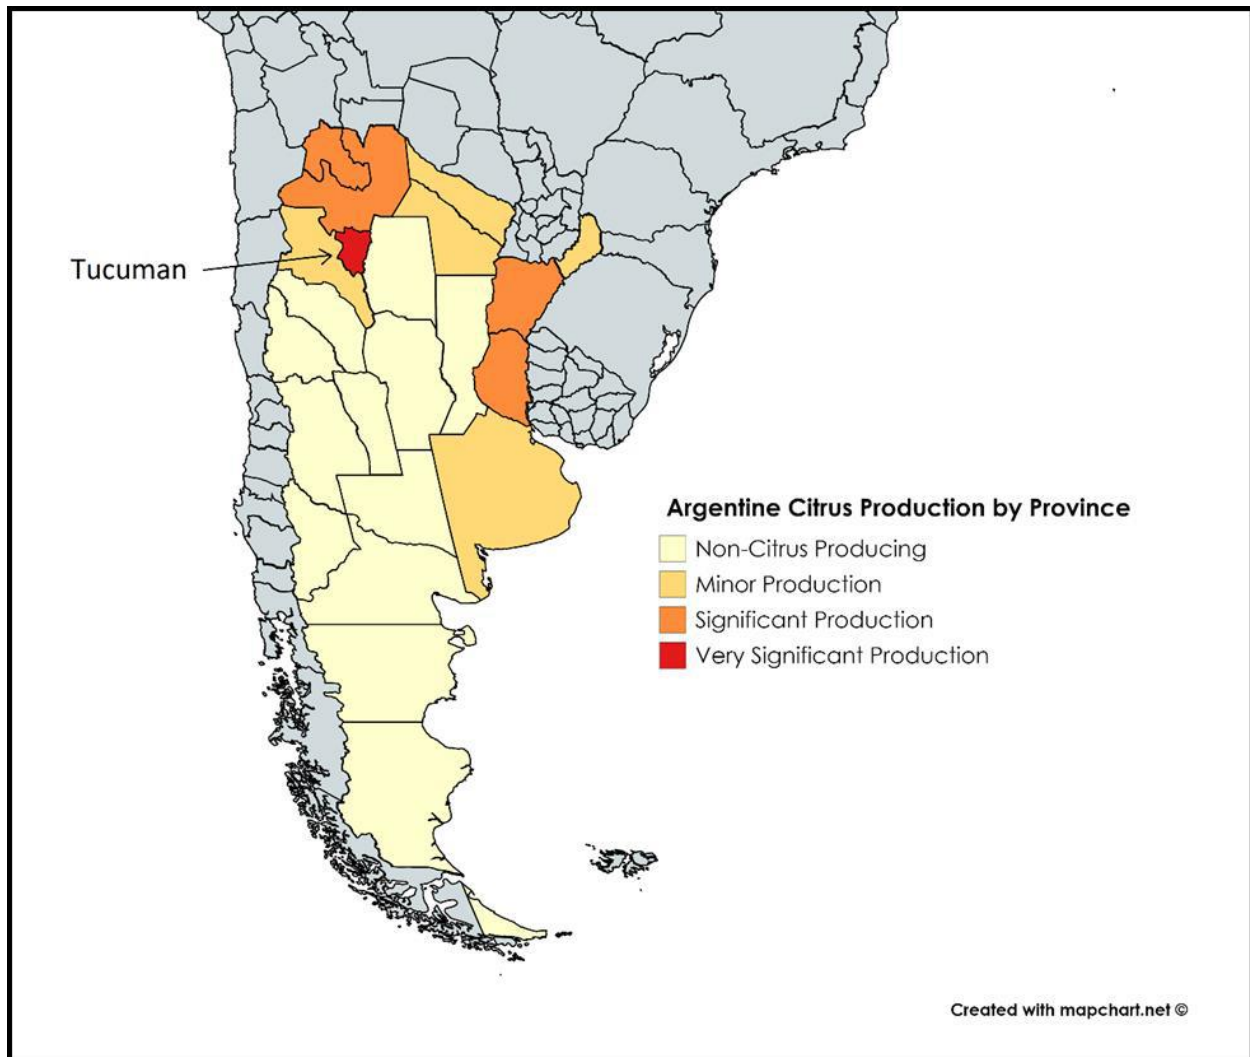 Tucuman
Argentine Citrus Production by Province
Non-Citrus Producing
Minor Production
Significant Production
Very Significant Production
Created with mapchart.net ©